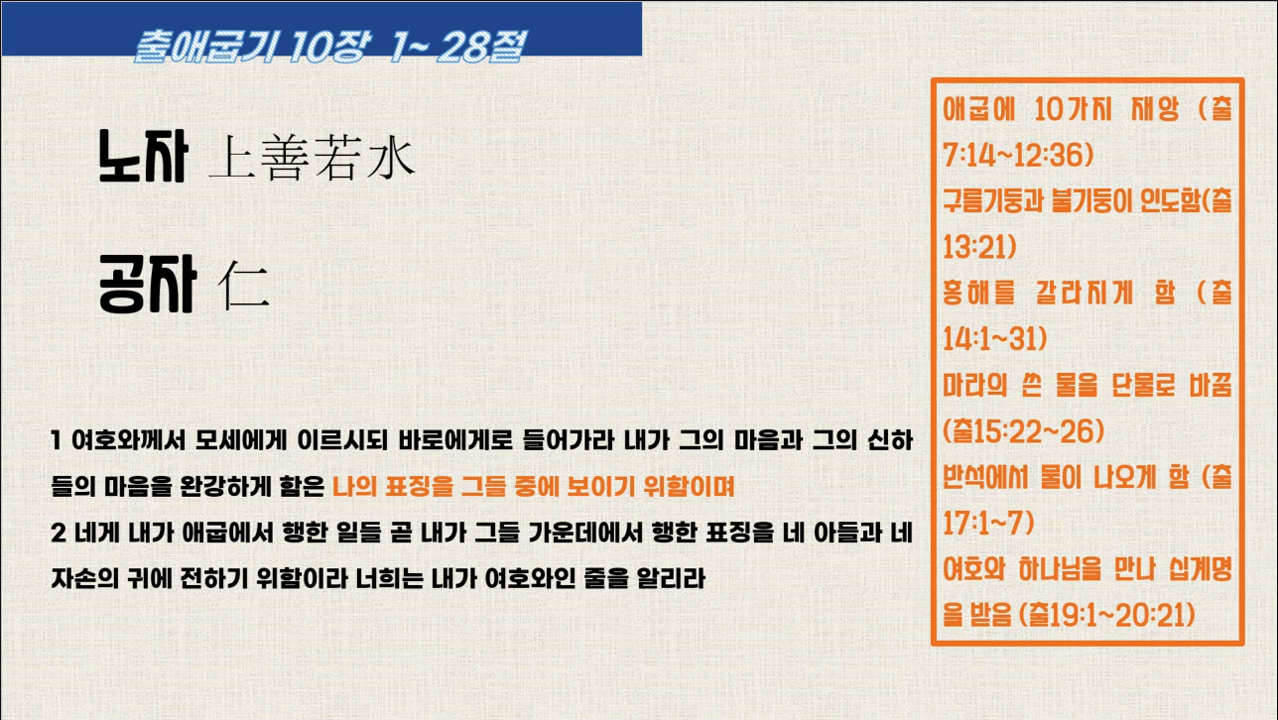 출애굽기 10장 1~ 28절
노자 上善若水
공자 仁
1 여호와께서 모세에게 이르시되 바로에게로 들어가라 내가 그의 마음과 그의 신하
들의 마음을 완강하게 함은 나의 표징을 그들 중에 보이기 위함이며
2 네게 내가 애굽에서 행한 일들 곧 내가 그들 가운데에서 행한 표징을 네 아들과 네
자손의 귀에 전하기 위함이라 너희는 내가 여호와인 줄을 알리라
애굽에 10가지 재앙 (출
7:14~12:36)
구름기둥과 불기둥이 인도함(출
13:21)
홍해를 갈라지게 함 (출
14:1~31)
마라의 쓴 물을 단물로 바꿈
(출15:22~26)
반석에서 물이 나오게 함 (출
17:1~7)
여호와 하나님을 만나 십계명
을 받음 (출19:1~20:21)